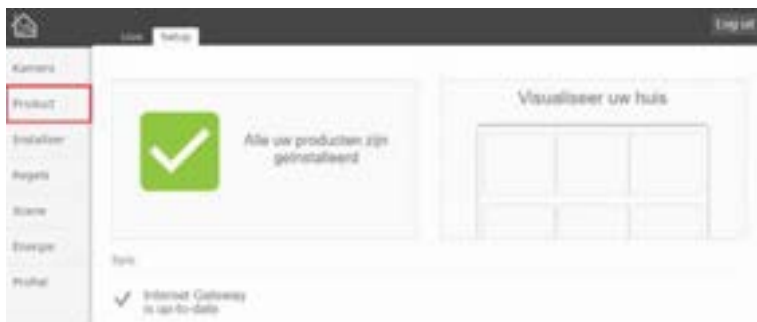 Log uit
Live
Setup
Kamers
Product
Installeer
Regels
Scene
Energie
Profiel
Alle uw producten zijn
geïnstalleerd
Visualiseer uw huis
Internet Gateway
is up-to-date